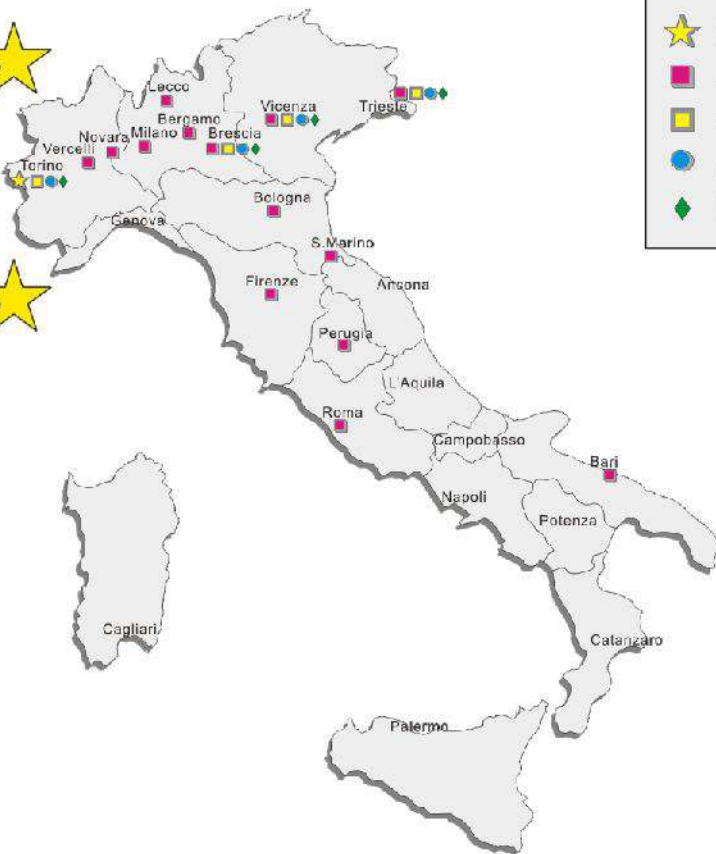 Lecco
Vicenza
Trieste
Bergamo
Novara
Milano
Brescia
Vercelli
Torino
Bologna
Genova
S.Marino
Firenze
Ancona
Perugia
L'Aquila
Roma
Campobasso
Bari
Napoli
Potenza
Cagliari
Catanzaro
Palermo